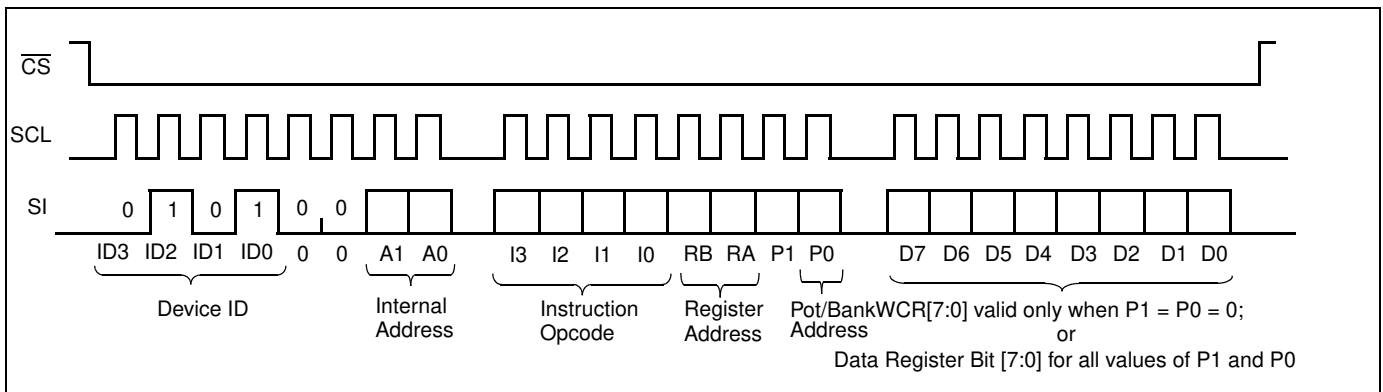 CS
SCL
SI
0 1 0 1 0 0
ID3 ID2 ID1 ID0 0 0 A1 A0 I3 I2 I1 I0 RB RA P1 P0 D7 D6 D5 D4 D3 D2 D1 D0
Device ID
Internal
Address
Instruction
Opcode
Register
Address
Pot/Bank
Address
WCR[7:0] valid only when P1 = P0 = 0;
or
Data Register Bit [7:0] for all values of P1 and P0